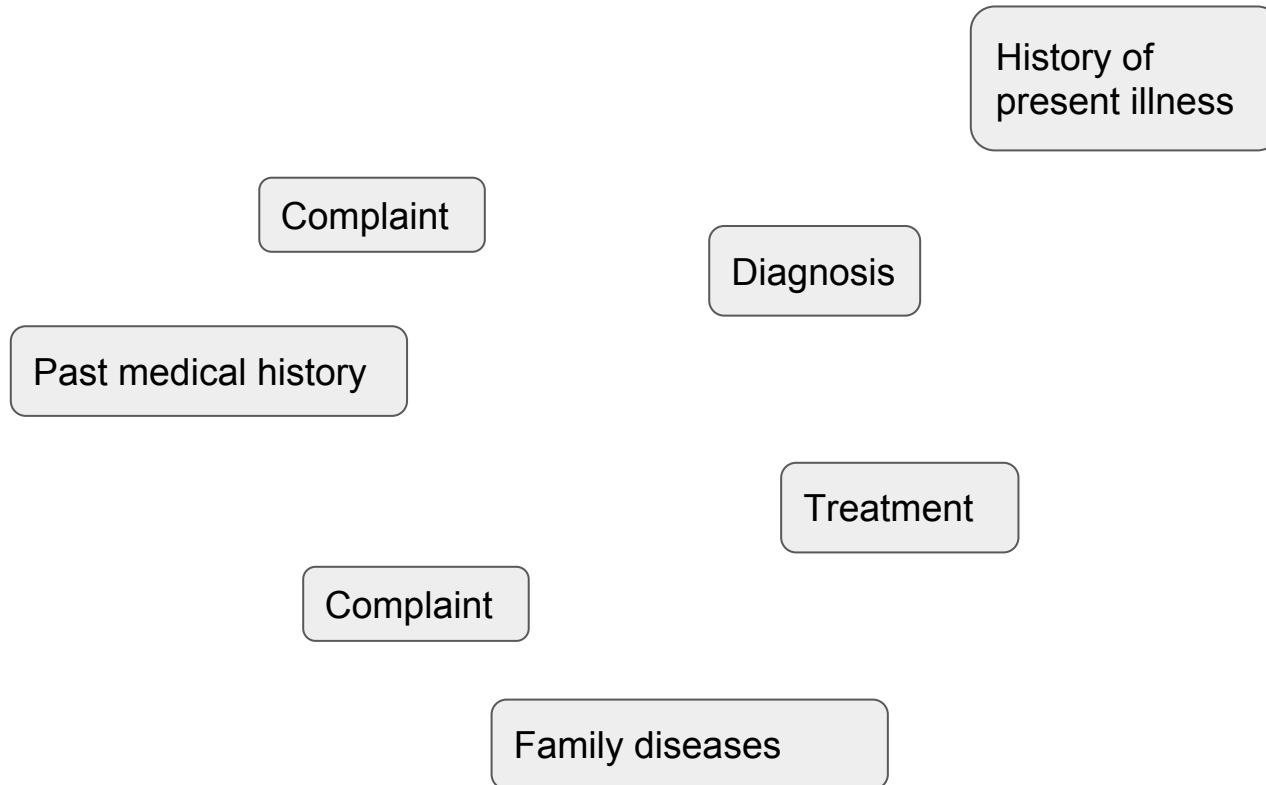 History of
present illness
Complaint
Diagnosis
Past medical history
Treatment
Complaint
Family diseases